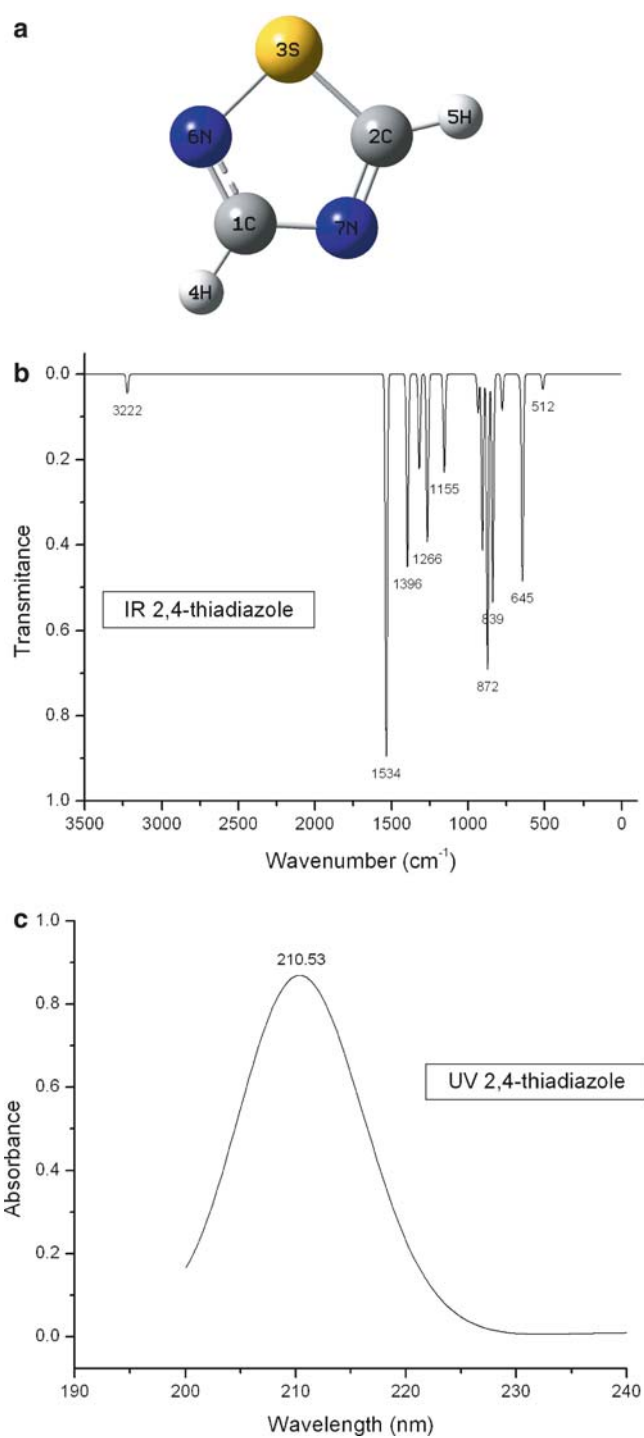 a
3S
6N
2C
5H
1C
7N
4H
b
0.0
0.2
0.4
0.6
0.8
1.0
Transmitance
3222
1534
1396
1266
1155
872
839
645
512
IR 2,4-thiadiazole
3500
3000
2500
2000
1500
1000
500
0
Wavenumber (cm⁻¹)
c
1.0
0.8
0.6
0.4
0.2
0.0
Absorbance
210.53
UV 2,4-thiadiazole
190
200
210
220
230
240
Wavelength (nm)